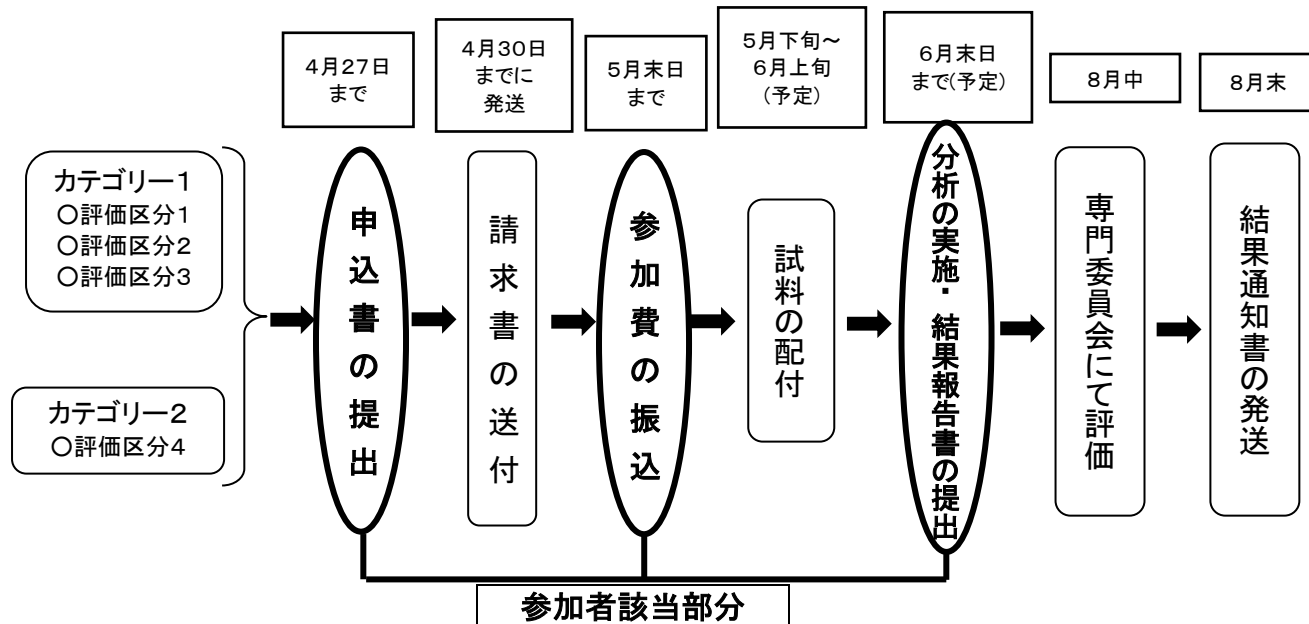 4月27日
まで
4月30日
までに
発送
5月末日
まで
5月下旬～
6月上旬
(予定)
6月末日
まで(予定)
8月中
8月末
カテゴリー1
○評価区分1
○評価区分2
○評価区分3
カテゴリー2
○評価区分4
申込書の提出
請求書の送付
参加費の振込
試料の配付
分析の実施・結果報告書の提出
専門委員会にて評価
結果通知書の発送
参加者該当部分